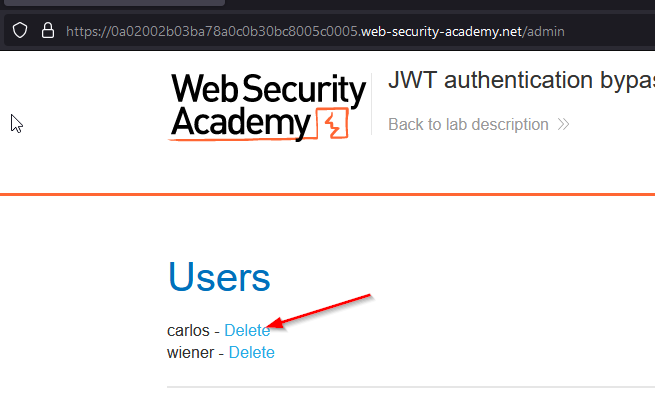 https://0a02002b03ba78a0c0b30bc8005c0005.web-security-academy.net/admin
Web Security
Academy
JWT authentication bypas
Back to lab description
Users
carlos - Delete
wiener - Delete